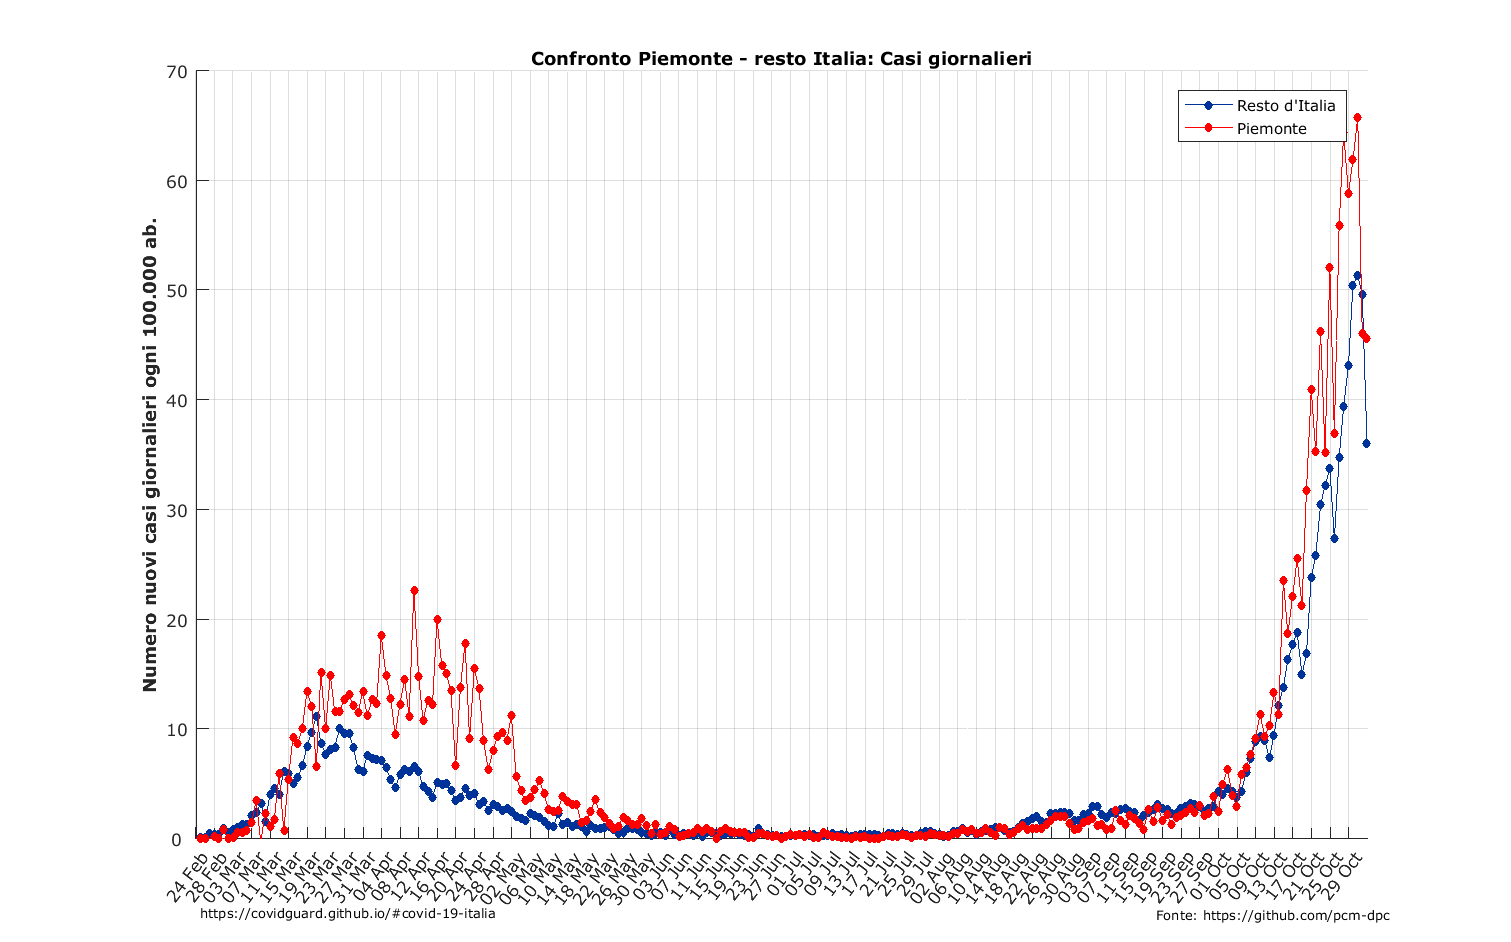 Confronto Piemonte - resto Italia: Casi giornalieri
Resto d'Italia
Piemonte
Numero nuovi casi giornalieri ogni 100.000 ab.
70
60
50
40
30
20
10
0
24 Feb
28 Feb
03 Mar
07 Mar
11 Mar
15 Mar
19 Mar
23 Mar
27 Mar
31 Mar
04 Apr
08 Apr
12 Apr
16 Apr
20 Apr
24 Apr
28 Apr
02 May
06 May
10 May
14 May
18 May
22 May
26 May
30 May
03 Jun
07 Jun
11 Jun
15 Jun
19 Jun
23 Jun
27 Jun
01 Jul
05 Jul
09 Jul
13 Jul
17 Jul
21 Jul
25 Jul
29 Jul
02 Aug
06 Aug
10 Aug
14 Aug
18 Aug
22 Aug
26 Aug
30 Aug
03 Sep
07 Sep
11 Sep
15 Sep
19 Sep
23 Sep
27 Sep
01 Oct
05 Oct
09 Oct
13 Oct
17 Oct
21 Oct
25 Oct
29 Oct
https://covidguard.github.io/#covid-19-italia
Fonte: https://github.com/pcm-dpc